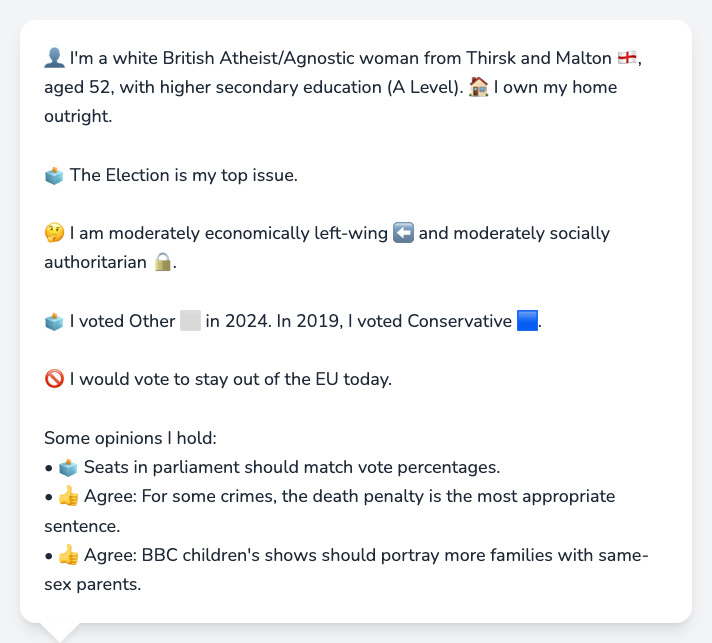 👤 I'm a white British Atheist/Agnostic woman from Thirsk and Malton 🏴󠁧󠁢󠁥󠁮󠁧󠁿,
aged 52, with higher secondary education (A Level). 🏠 I own my home
outright.
🗳️ The Election is my top issue.
🤔 I am moderately economically left-wing ⬅️ and moderately socially
authoritarian 🔒.
🗳️ I voted Other ⬜ in 2024. In 2019, I voted Conservative 🟦.
🚫 I would vote to stay out of the EU today.
Some opinions I hold:
• 🗳️ Seats in parliament should match vote percentages.
• 👍 Agree: For some crimes, the death penalty is the most appropriate
sentence.
• 👍 Agree: BBC children's shows should portray more families with same-
sex parents.